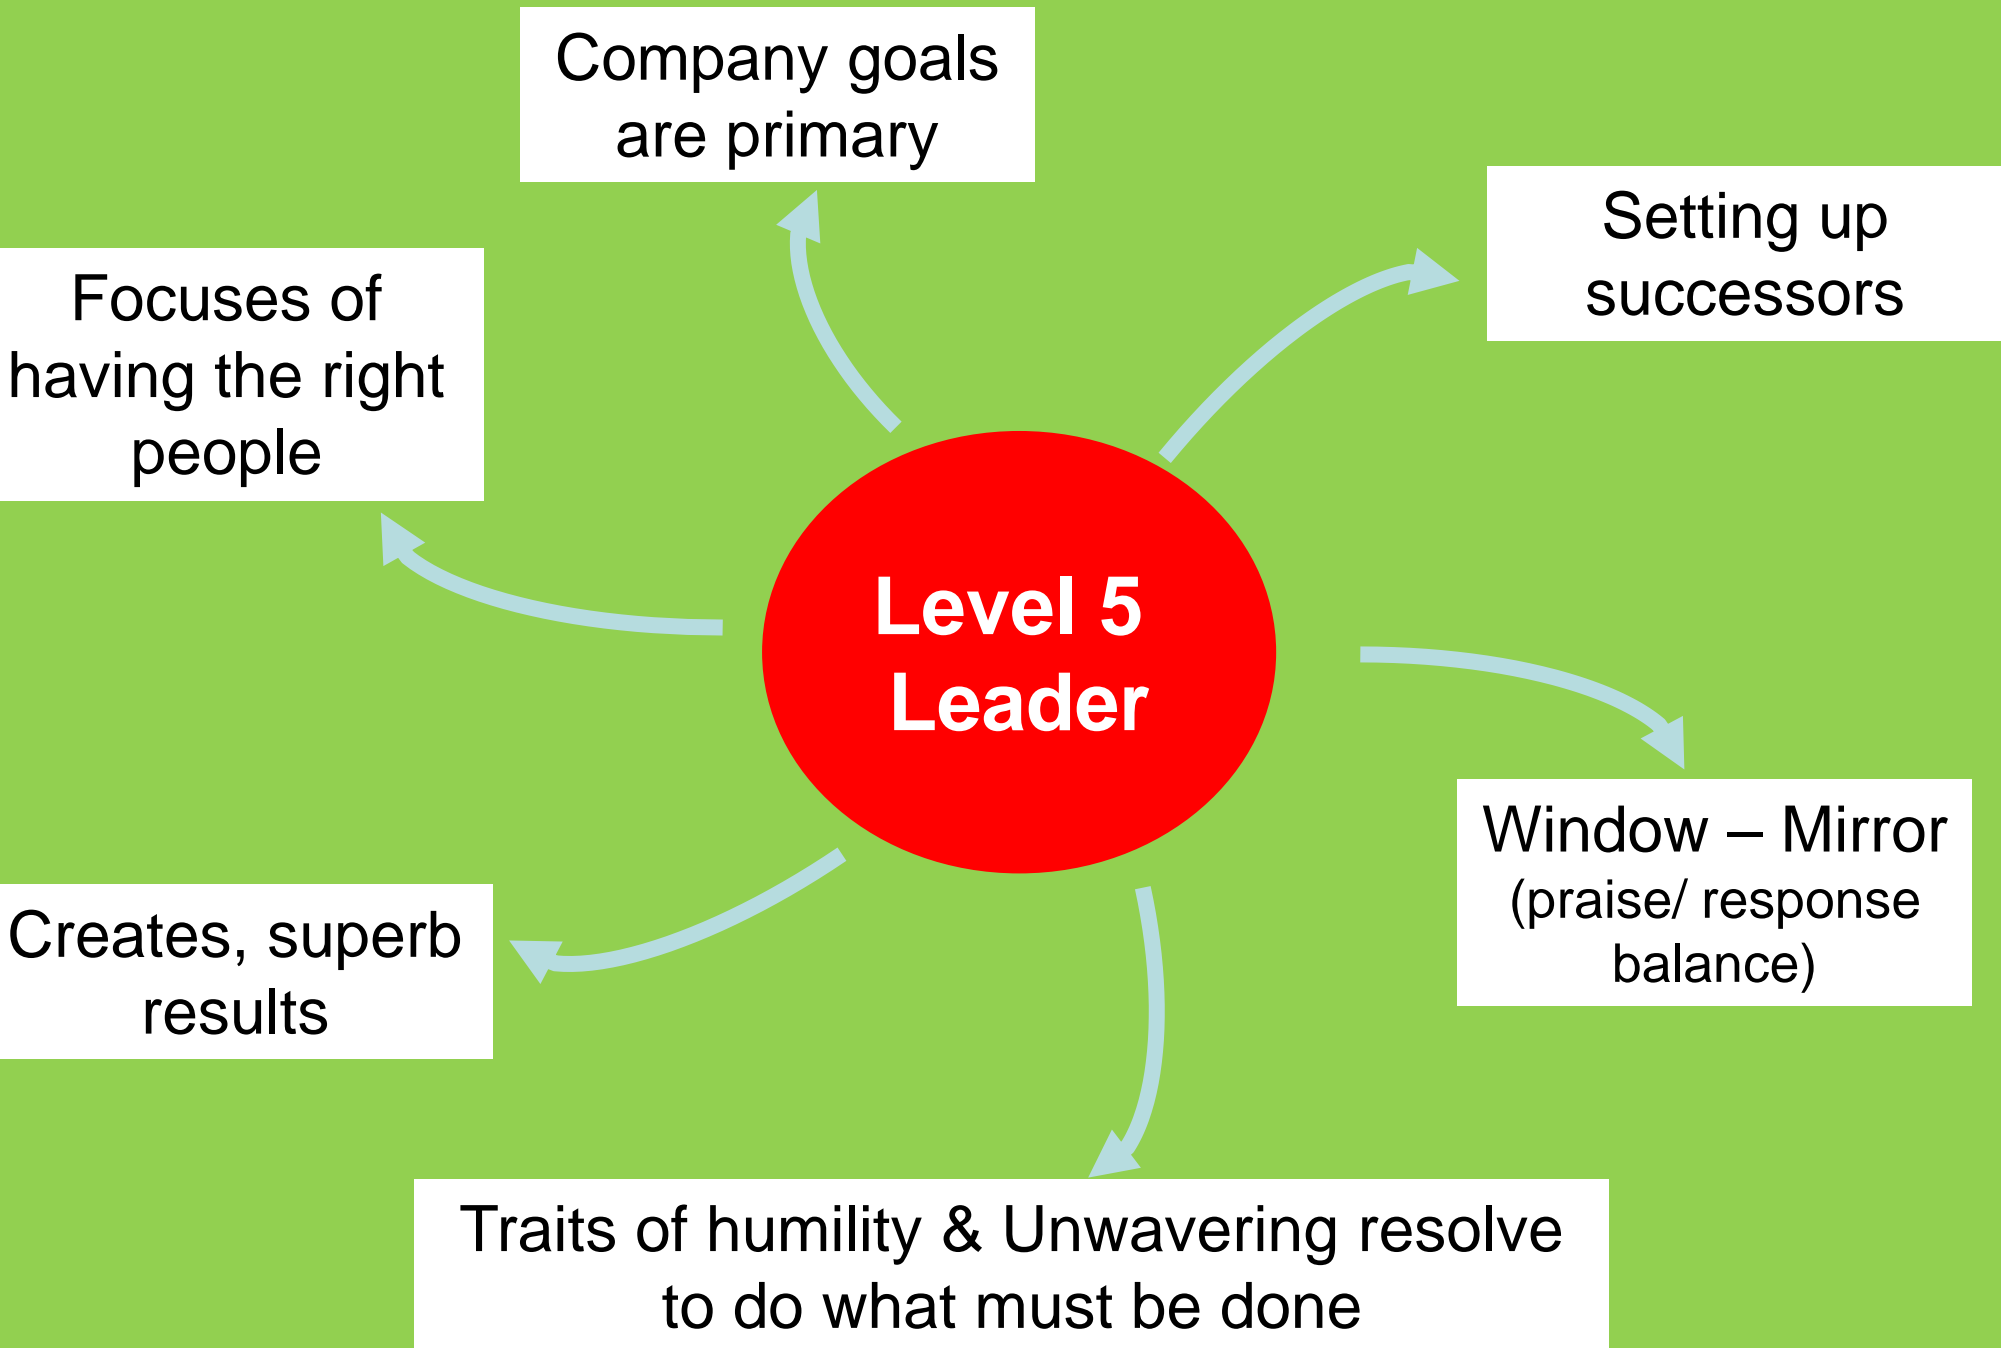 Company goals
are primary
Setting up
successors
Focuses of
having the right
people
Level 5
Leader
Window – Mirror
(praise/ response
balance)
Creates, superb
results
Traits of humility & Unwavering resolve
to do what must be done